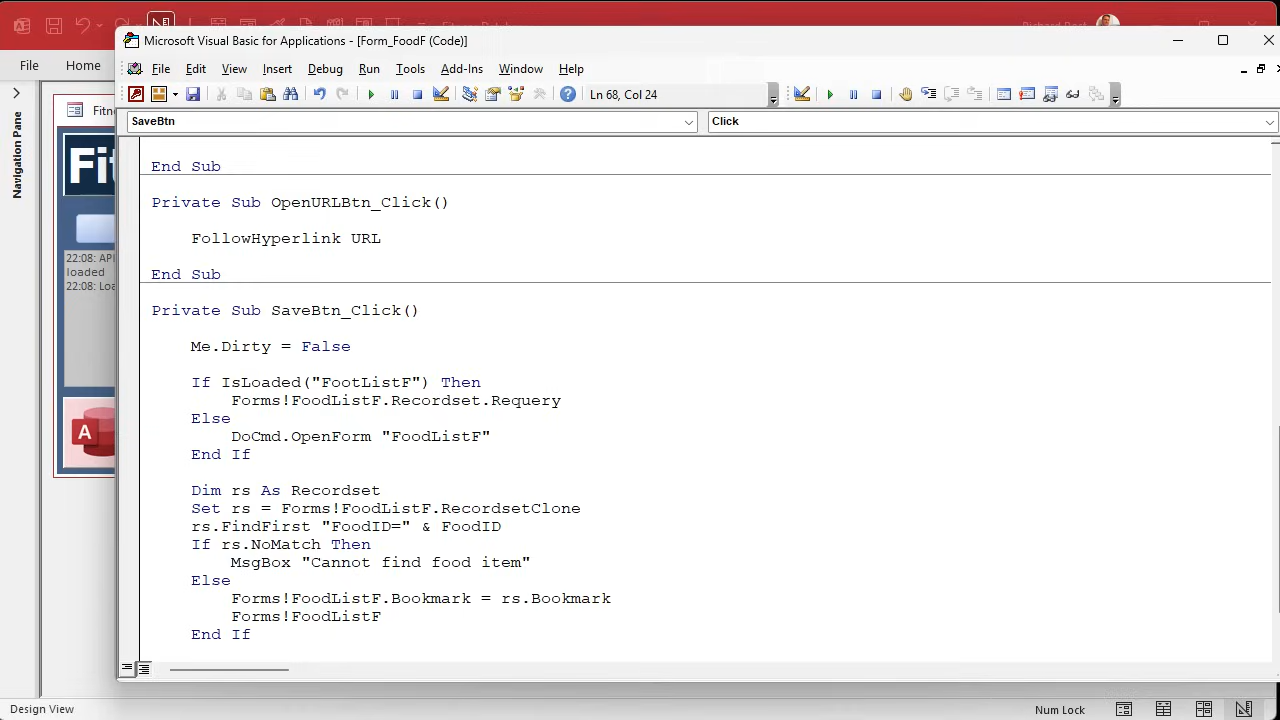 Microsoft Visual Basic for Applications - [Form_FoodF (Code)]
File Home
File Edit View Insert Debug Run Tools Add-Ins Window Help
Ln 68, Col 24
SaveBtn Click
Navigation Pane
Fit
22:08: API
loaded
22:08: Loa
A
End Sub
Private Sub OpenURLBtn_Click()
FollowHyperlink URL
End Sub
Private Sub SaveBtn_Click()
Me.Dirty = False
If IsLoaded("FootListF") Then
Forms!FoodListF.Recordset.Requery
Else
DoCmd.OpenForm "FoodListF"
End If
Dim rs As Recordset
Set rs = Forms!FoodListF.RecordsetClone
rs.FindFirst "FoodID=" & FoodID
If rs.NoMatch Then
MsgBox "Cannot find food item"
Else
Forms!FoodListF.Bookmark = rs.Bookmark
Forms!FoodListF
End If
Design View
Num Lock